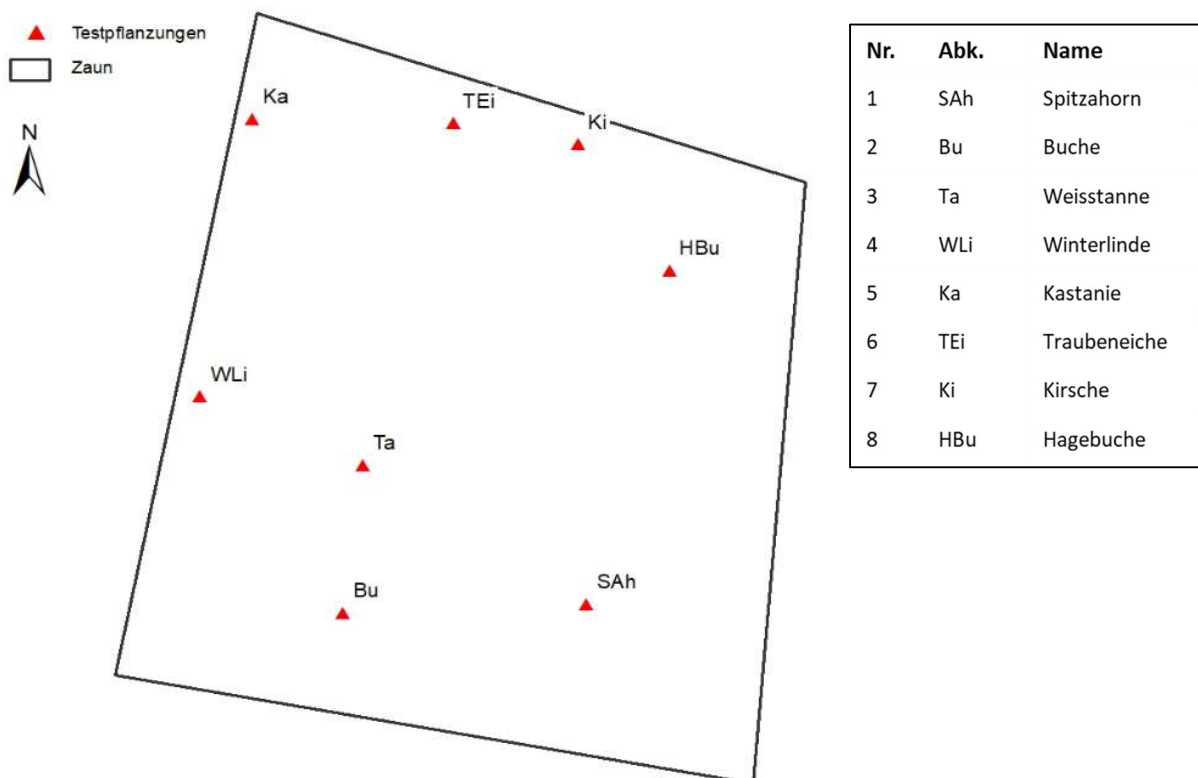 Testpflanzungen
Zaun
N
Ka
TEi
Ki
HBu
WLi
Ta
Bu
SAh
Nr. Abk. Name
1 SAh Spitzahorn
2 Bu Buche
3 Ta Weisstanne
4 WLi Winterlinde
5 Ka Kastanie
6 TEi Traubeneiche
7 Ki Kirsche
8 HBu Hagebuche